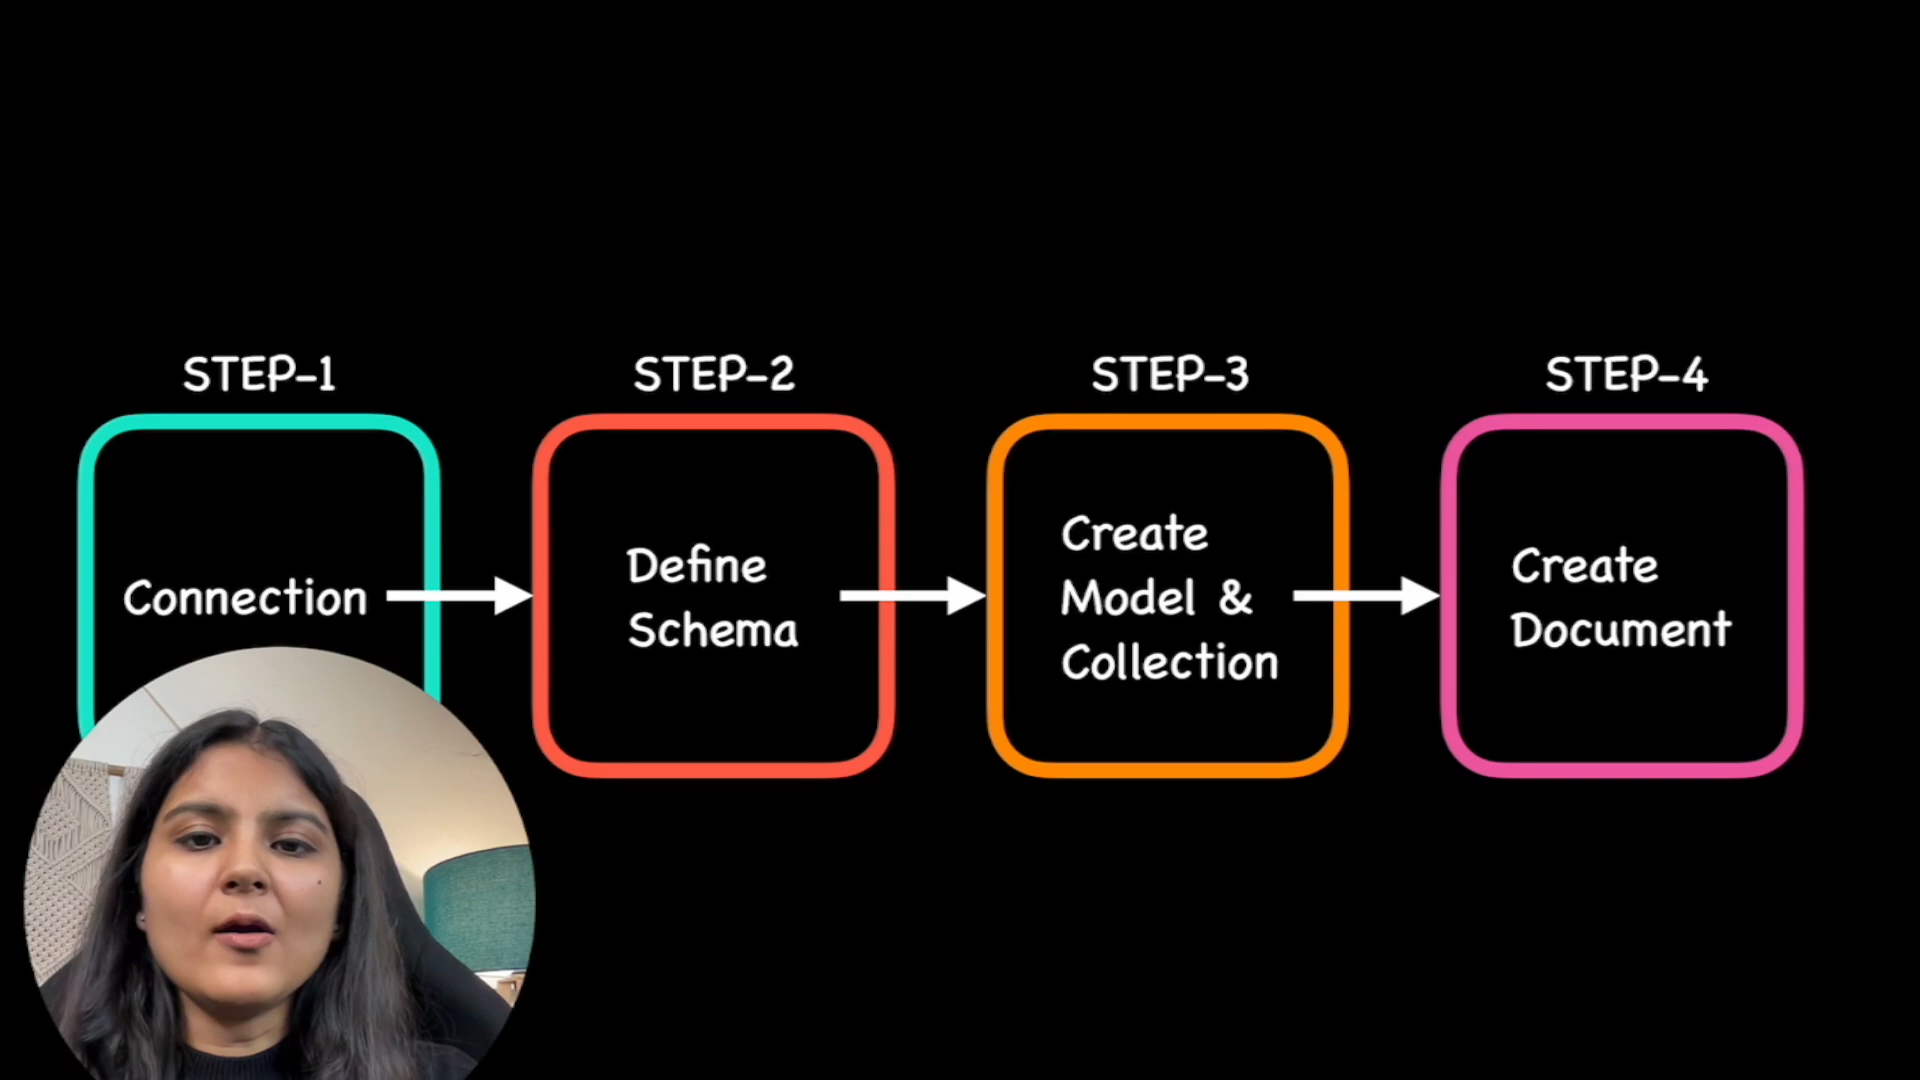 STEP-1
Connection
STEP-2
Define
Schema
STEP-3
Create
Model &
Collection
STEP-4
Create
Document